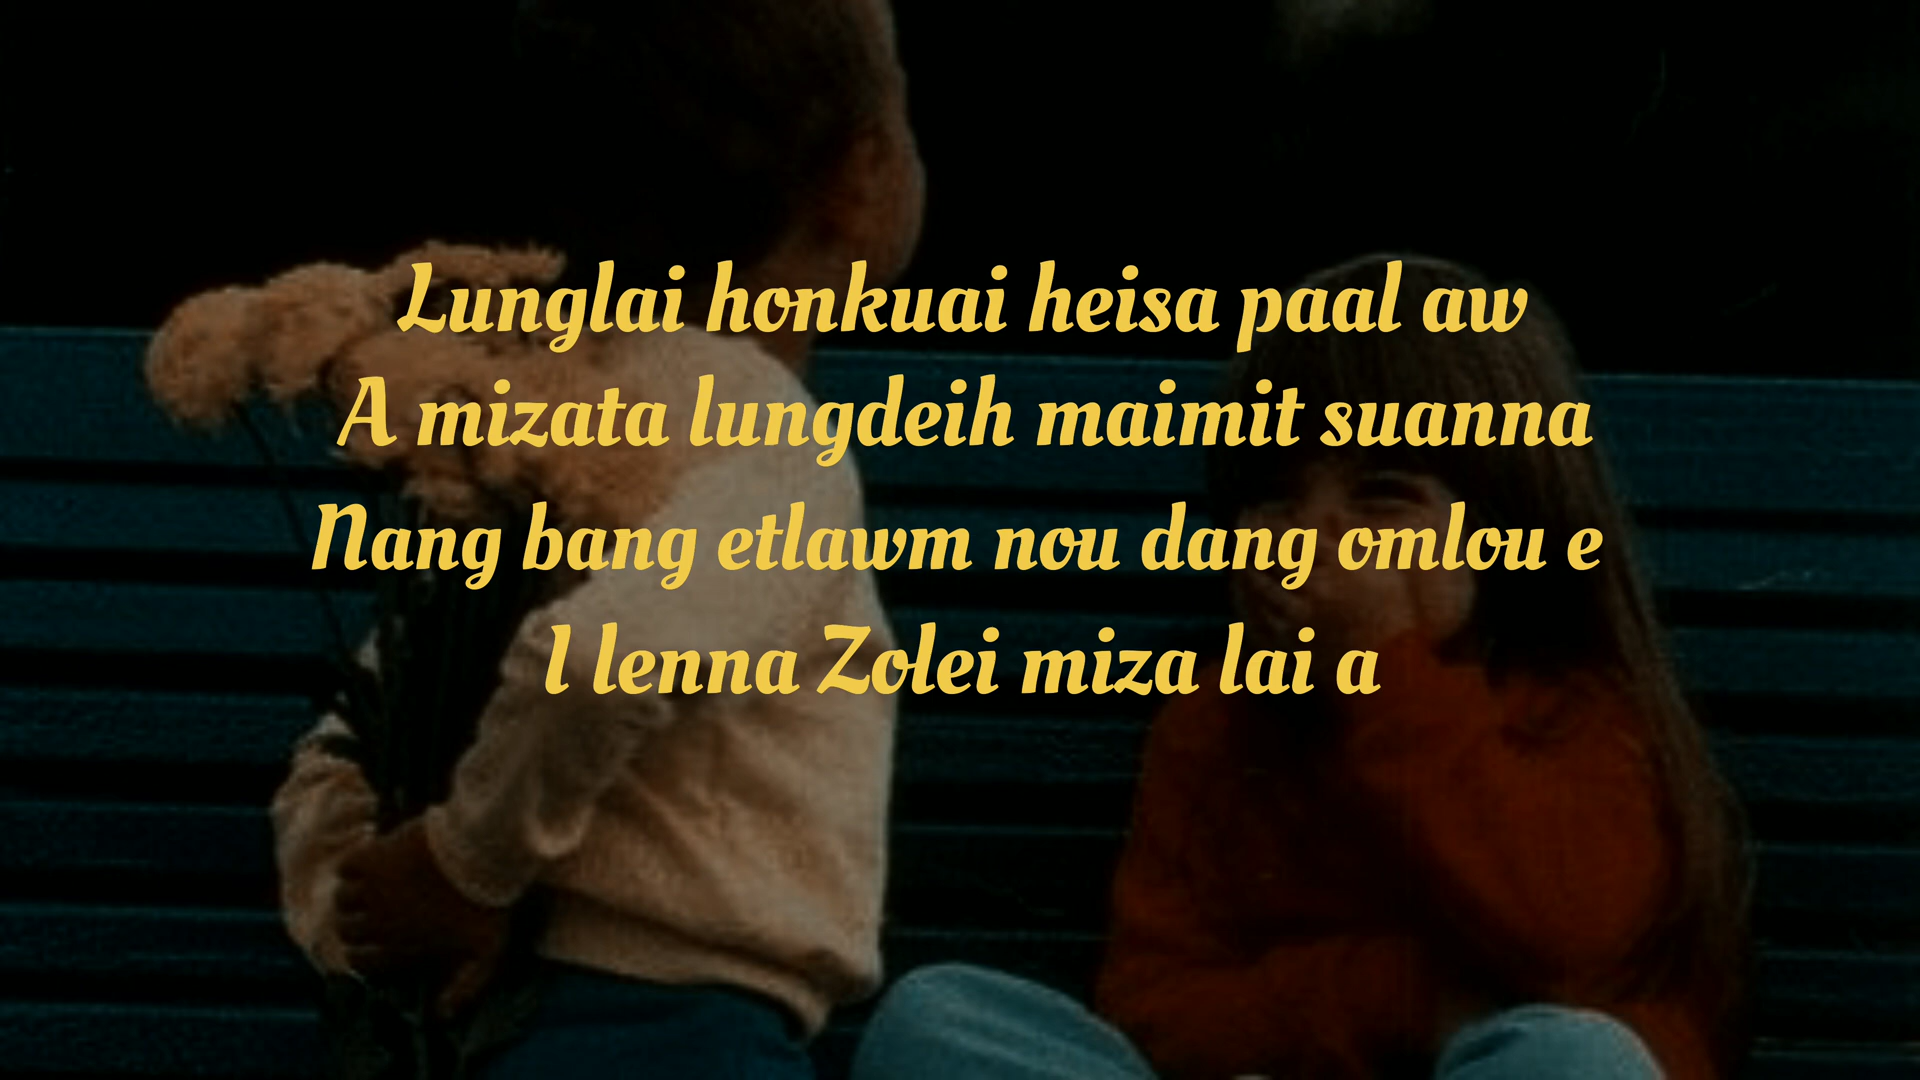 Lunglai honkuai heisa paal aw
A mizata lungdeih maimit suanna
Nang bang etlawm nou dang omlou e
I lenna Zolei miza lai a